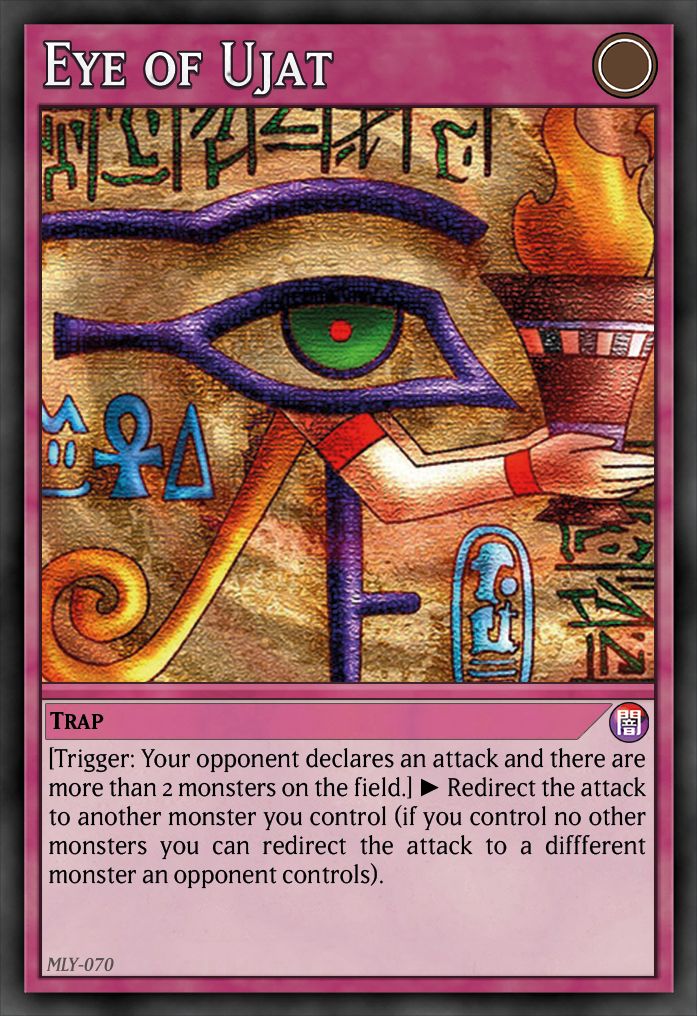 Eye of Ujat
Trap
闇
[Trigger: Your opponent declares an attack and there are
more than 2 monsters on the field.] ► Redirect the attack
to another monster you control (if you control no other
monsters you can redirect the attack to a diffferent
monster an opponent controls).
MLY-070